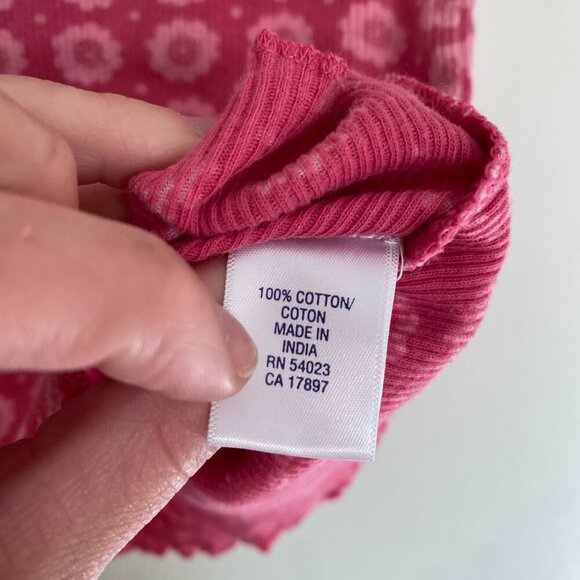 100% COTTON/
COTON
MADE IN
INDIA
RN 54023
CA 17897